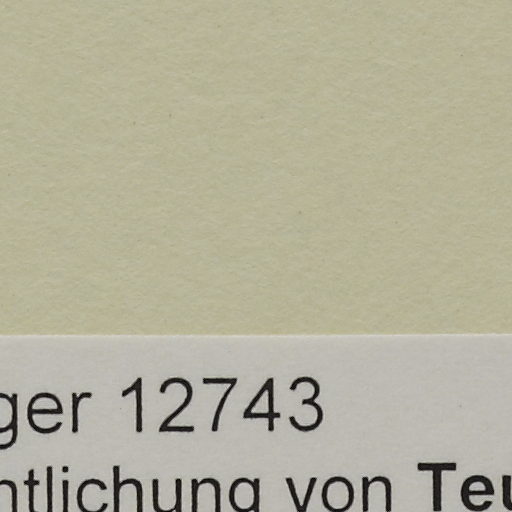 ger 12743
ntlichung von Teu